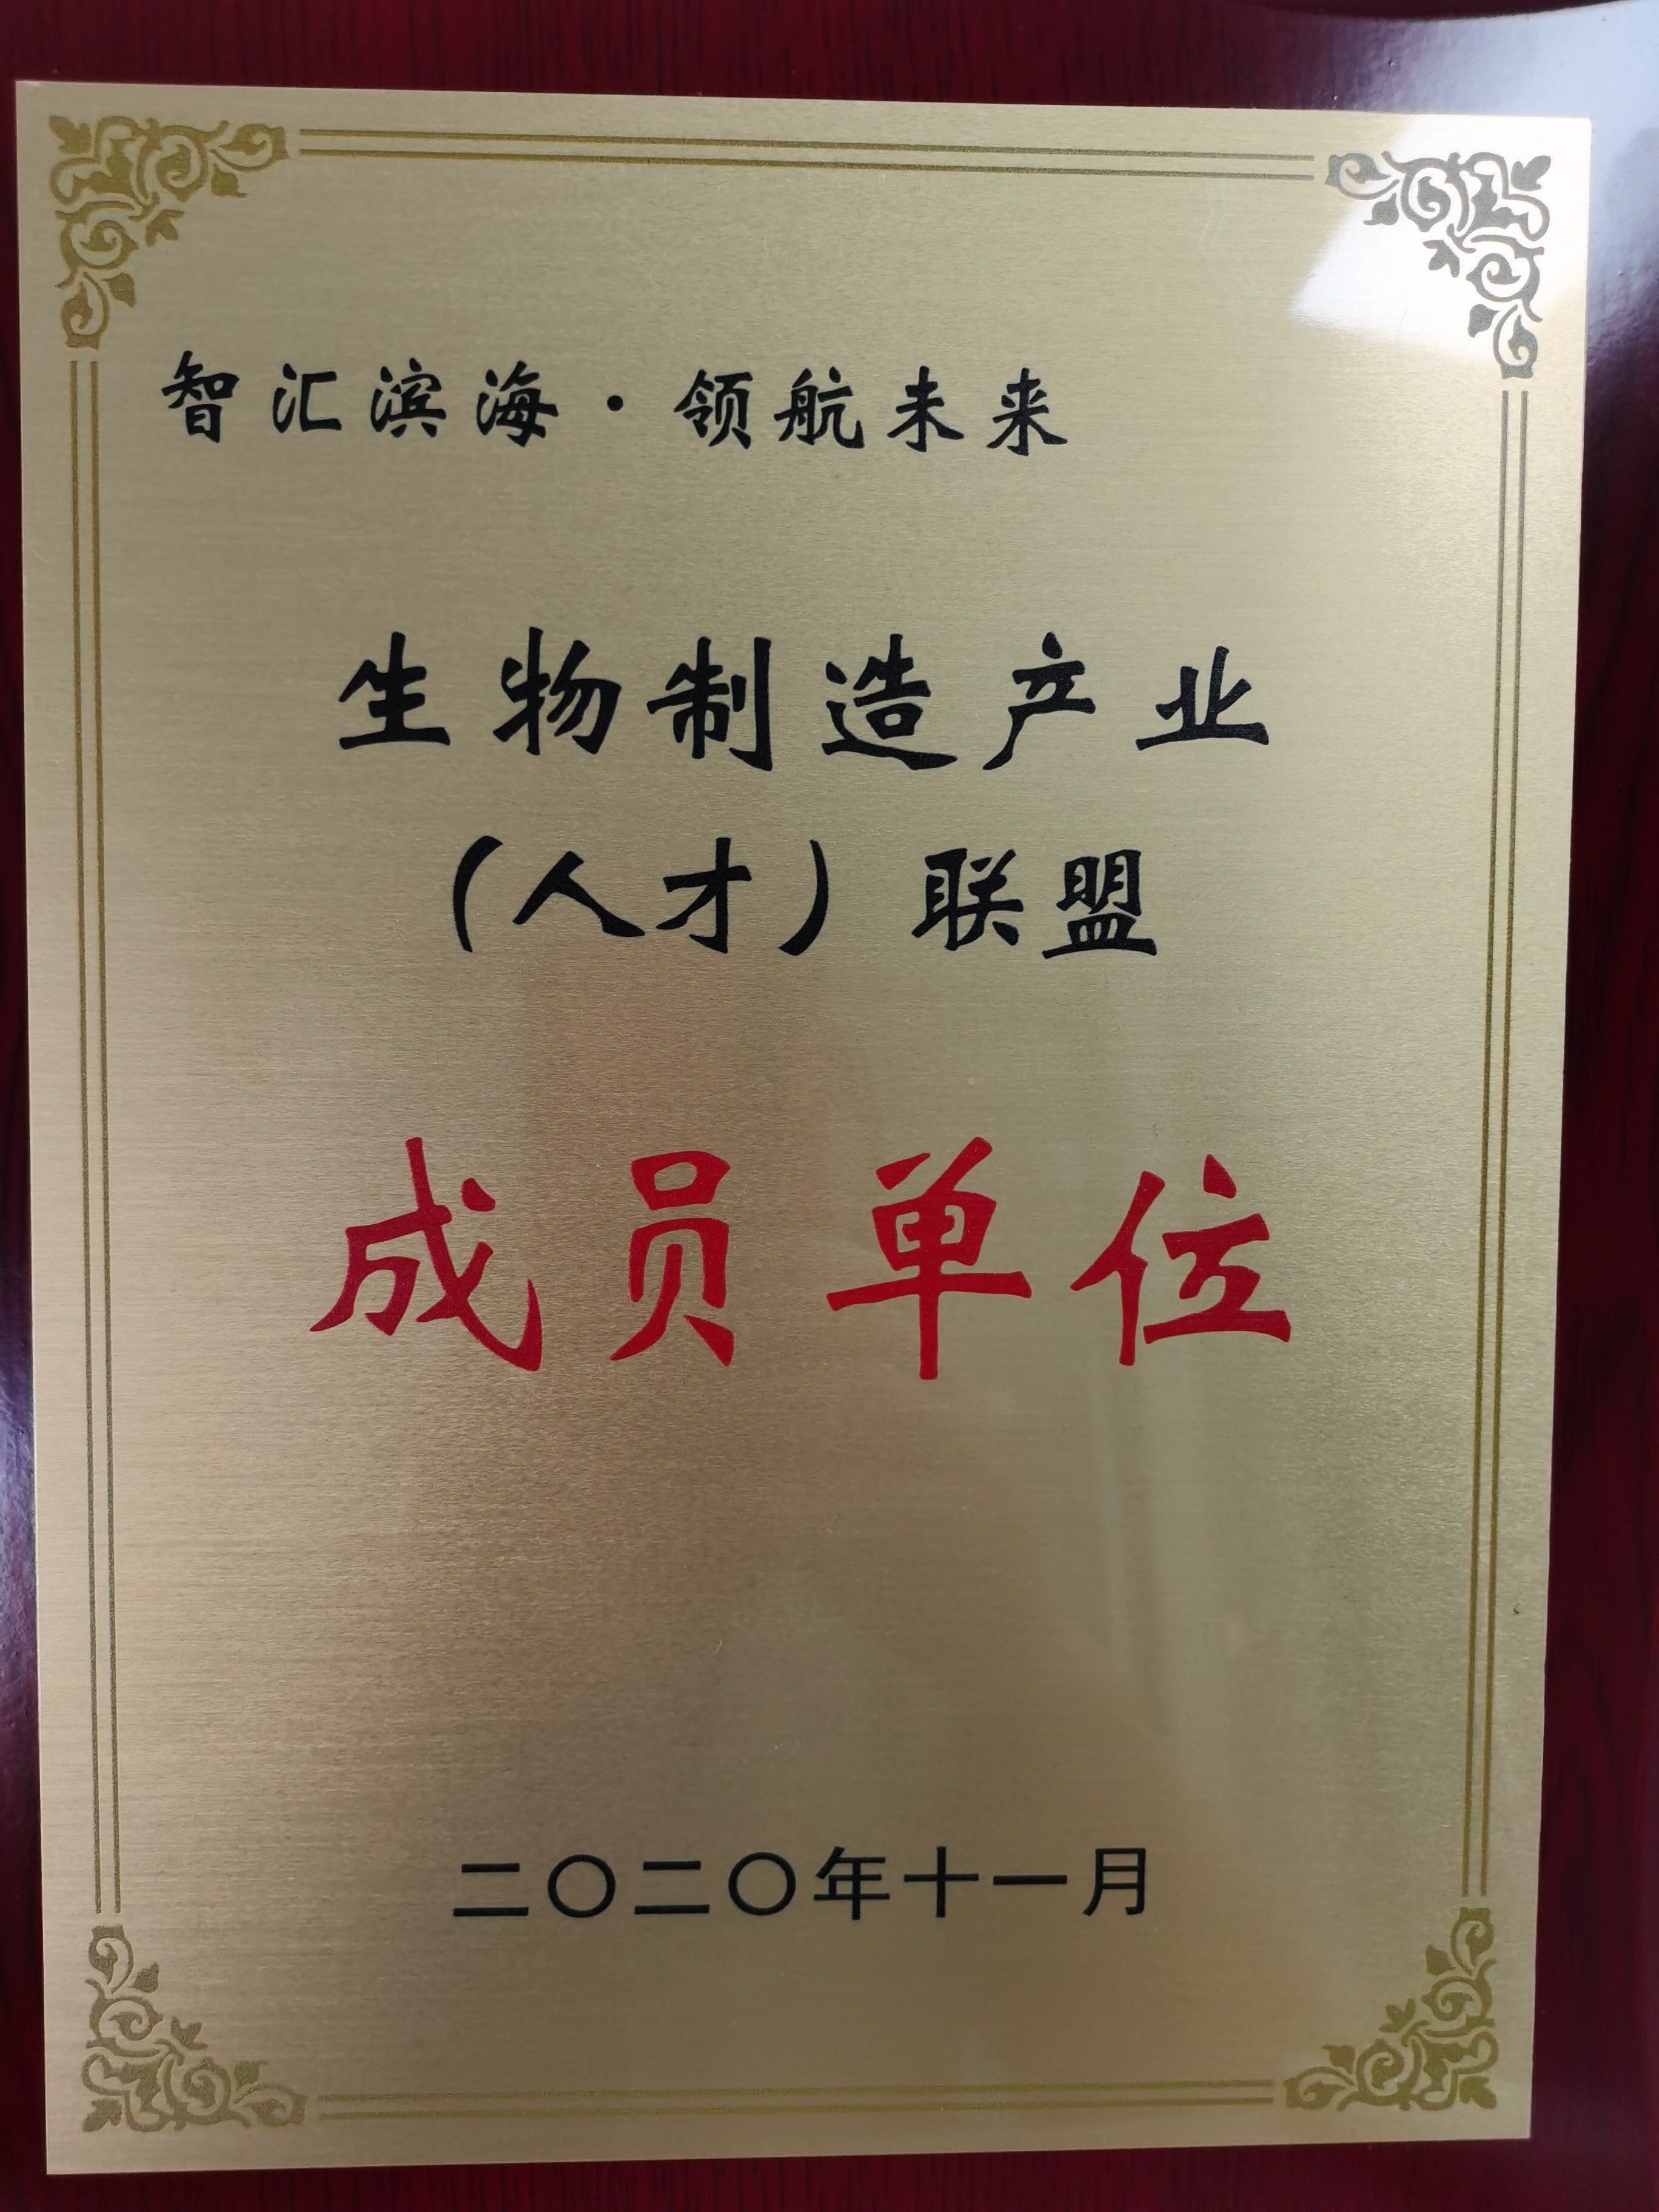 智汇滨海·领航未来
生物制造产业
（人才）联盟
成员单位
二〇二〇年十一月